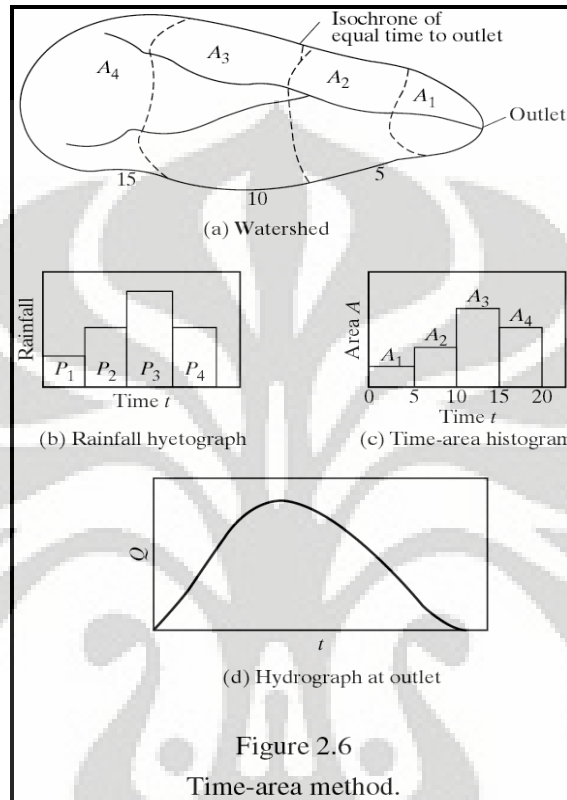 Isochrone of
equal time to outlet
A4
A3
A2
A1
Outlet
15
10
5
(a) Watershed
Rainfall
P1 P2 P3 P4
Time t
(b) Rainfall hyetograph
Area A
A1
A2
A3
A4
0 5 10 15 20
Time t
(c) Time-area histogram
Q
t
(d) Hydrograph at outlet
Figure 2.6
Time-area method.